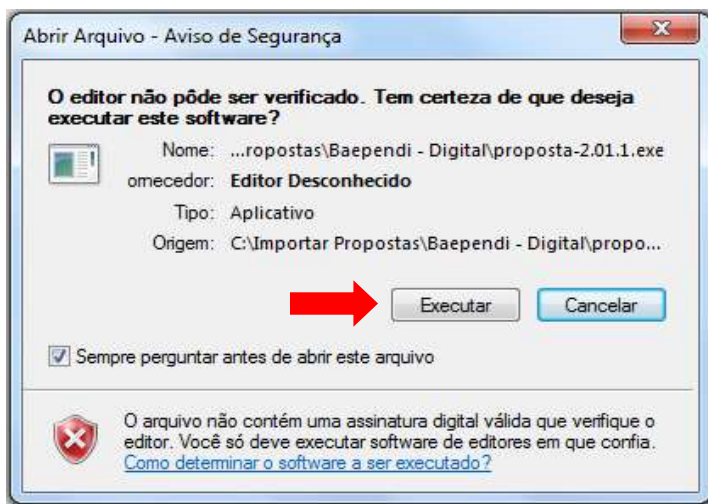 Abrir Arquivo - Aviso de Segurança
O editor não pôde ser verificado. Tem certeza de que deseja
executar este software?
Nome: ...ropostas\Baependi - Digital\proposta-2.01.1.exe
ornecedor: Editor Desconhecido
Tipo: Aplicativo
Origem: C:\Importar Propostas\Baependi - Digital\propo...
Executar Cancelar
Sempre perguntar antes de abrir este arquivo
O arquivo não contém uma assinatura digital válida que verifique o
editor. Você só deve executar software de editores em que confia.
Como determinar o software a ser executado?